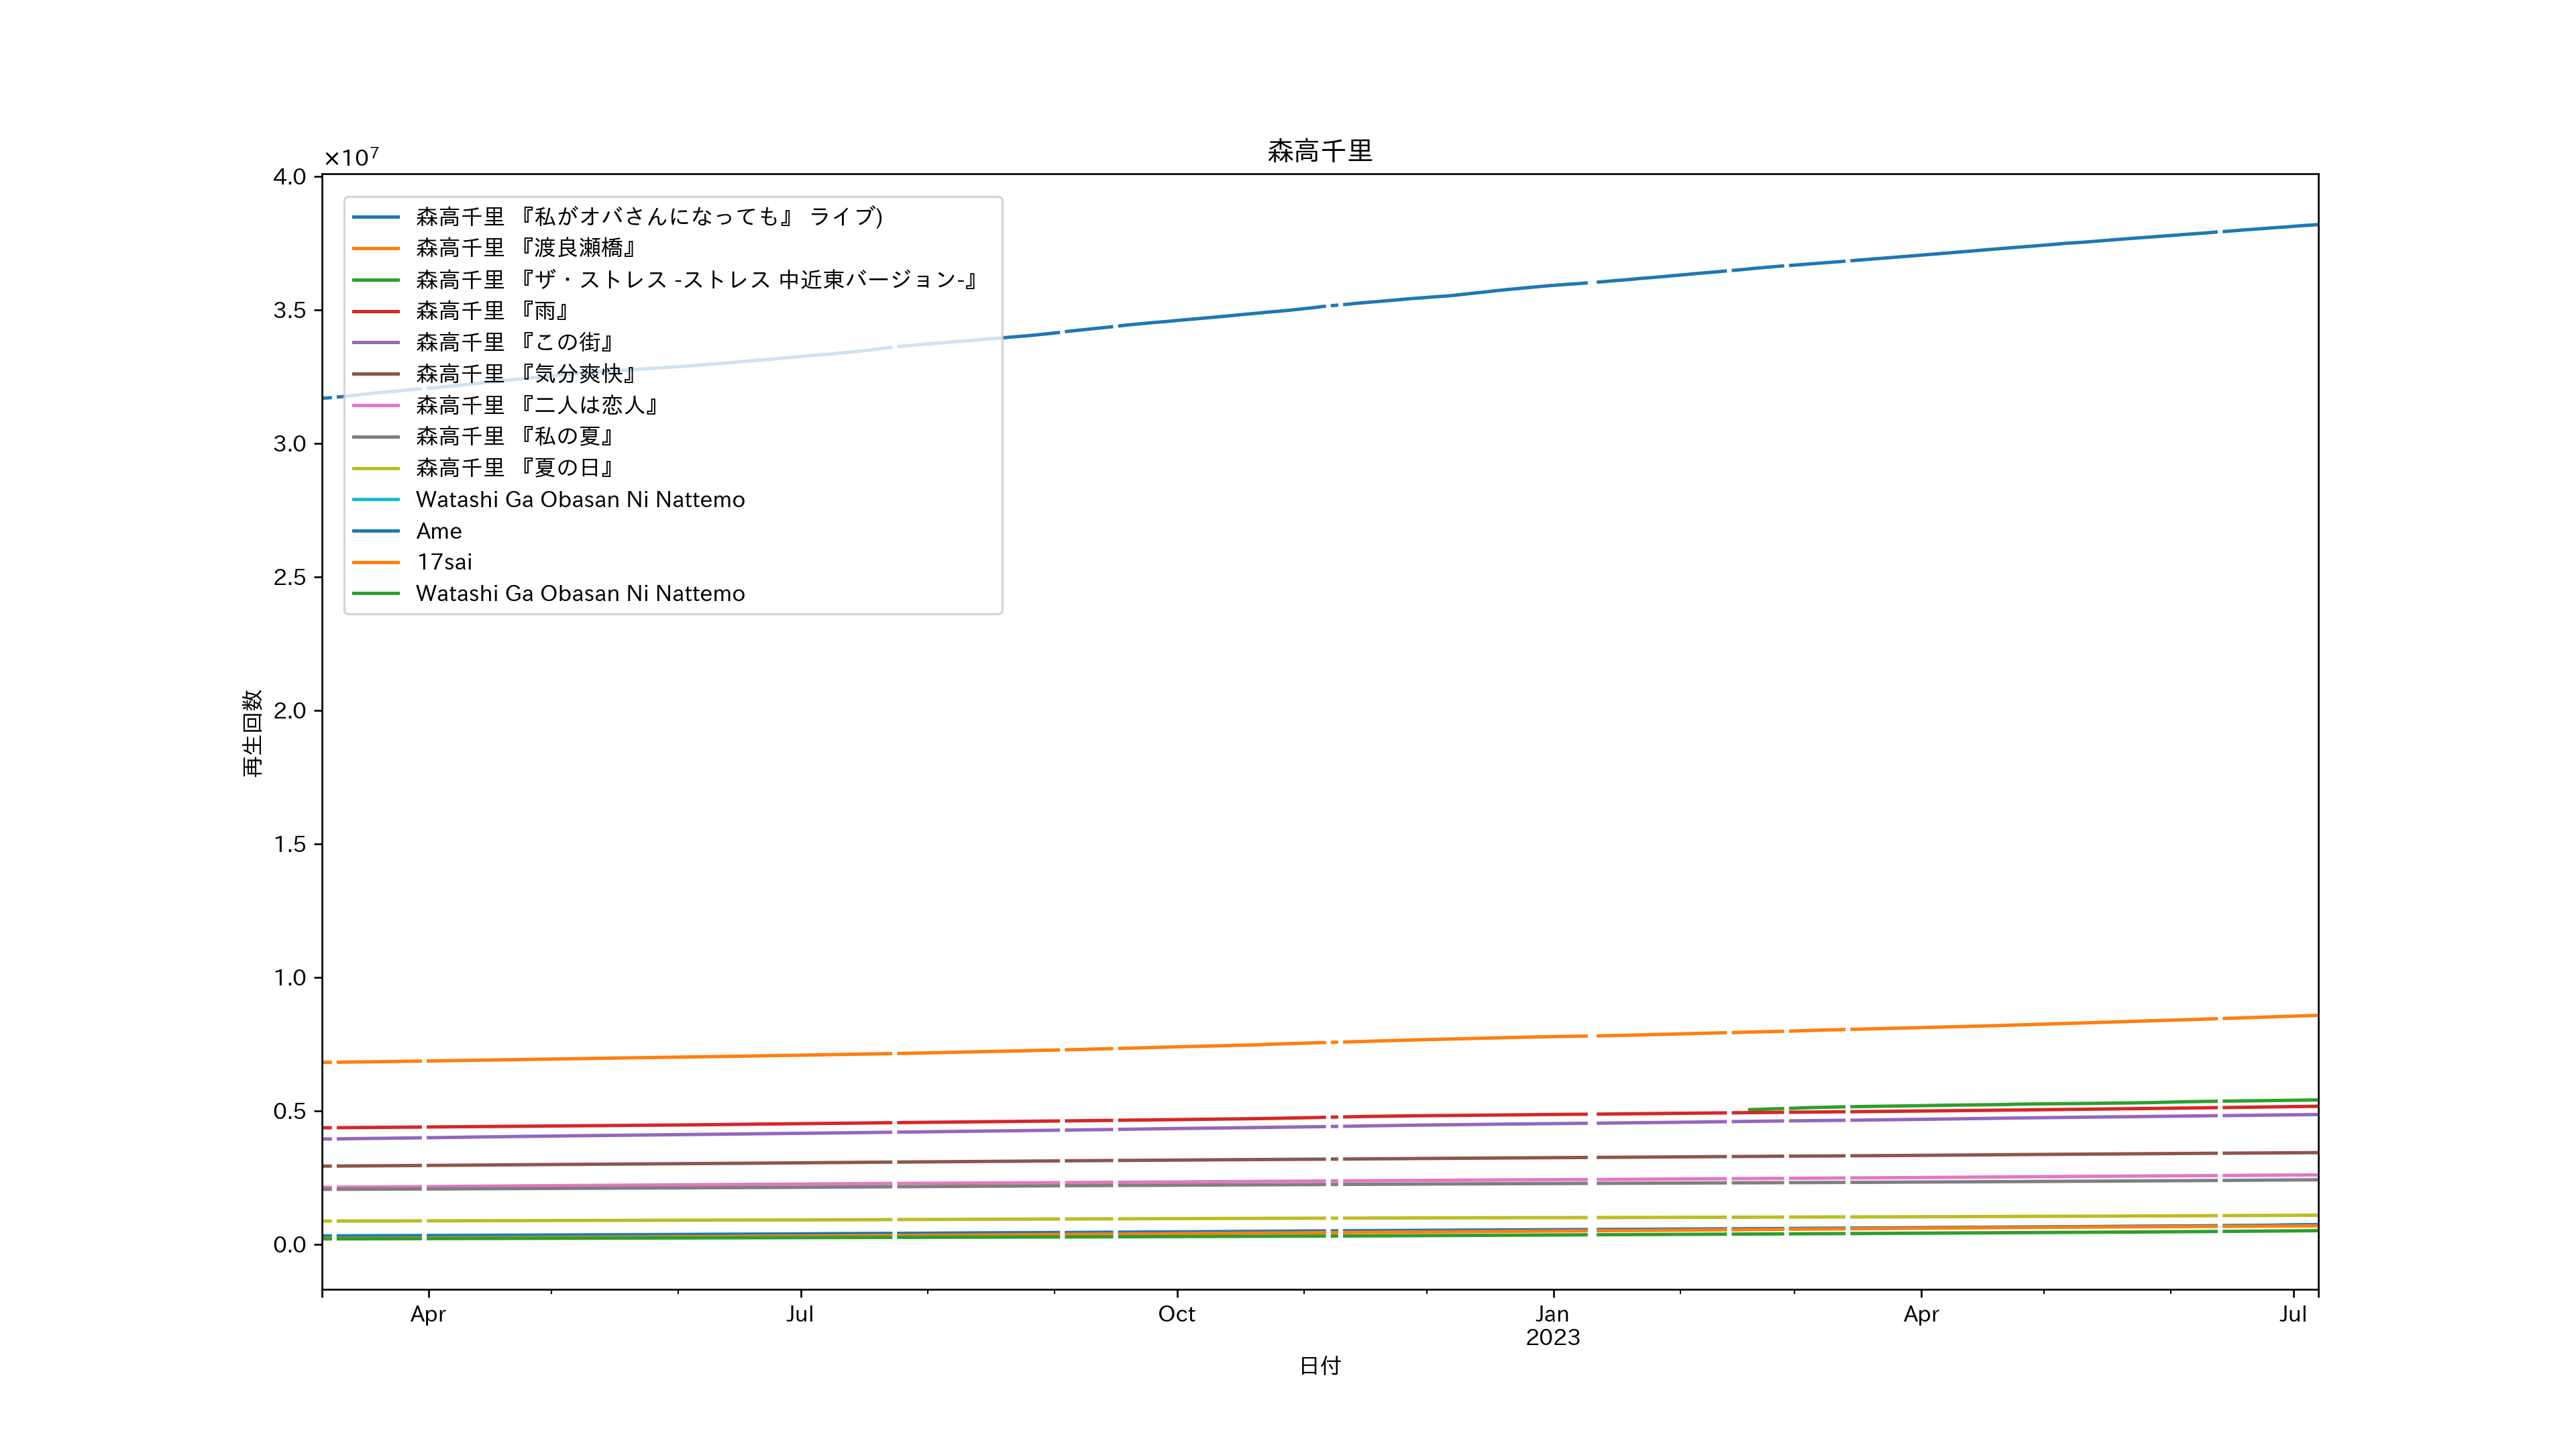 森高千里
×10⁷
4.0
3.5
3.0
2.5
2.0
1.5
1.0
0.5
0.0
再生回数
森高千里 『私がオバさんになっても』 ライブ)
森高千里 『渡良瀬橋』
森高千里 『ザ・ストレス -ストレス 中近東バージョン-』
森高千里 『雨』
森高千里 『この街』
森高千里 『気分爽快』
森高千里 『二人は恋人』
森高千里 『私の夏』
森高千里 『夏の日』
Watashi Ga Obasan Ni Nattemo
Ame
17sai
Watashi Ga Obasan Ni Nattemo
Apr Jul Oct Jan Apr Jul
2023
日付